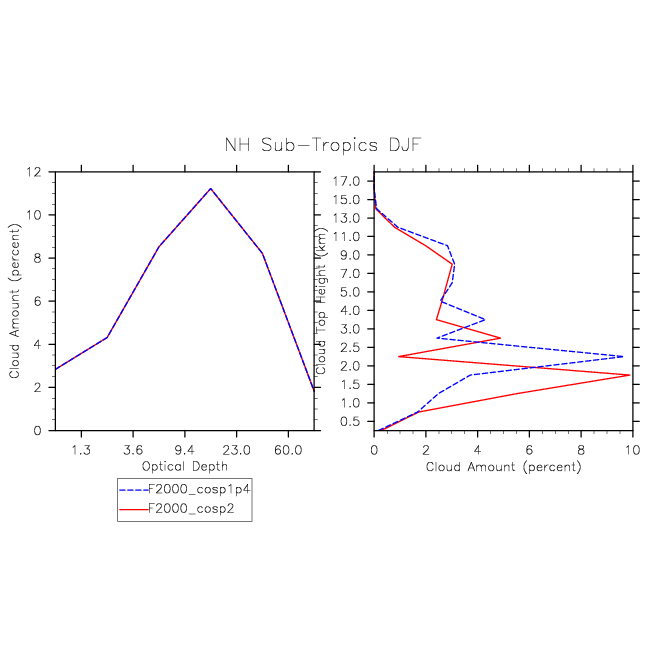 NH Sub-Tropics DJF
Cloud Amount (percent)
12
10
8
6
4
2
0
1.3 3.6 9.4 23.0 60.0
Optical Depth
Cloud Top Height (km)
17.0
15.0
13.0
11.0
9.0
7.0
5.0
4.0
3.0
2.5
2.0
1.5
1.0
0.5
0 2 4 6 8 10
Cloud Amount (percent)
F2000_cosp1p4
F2000_cosp2